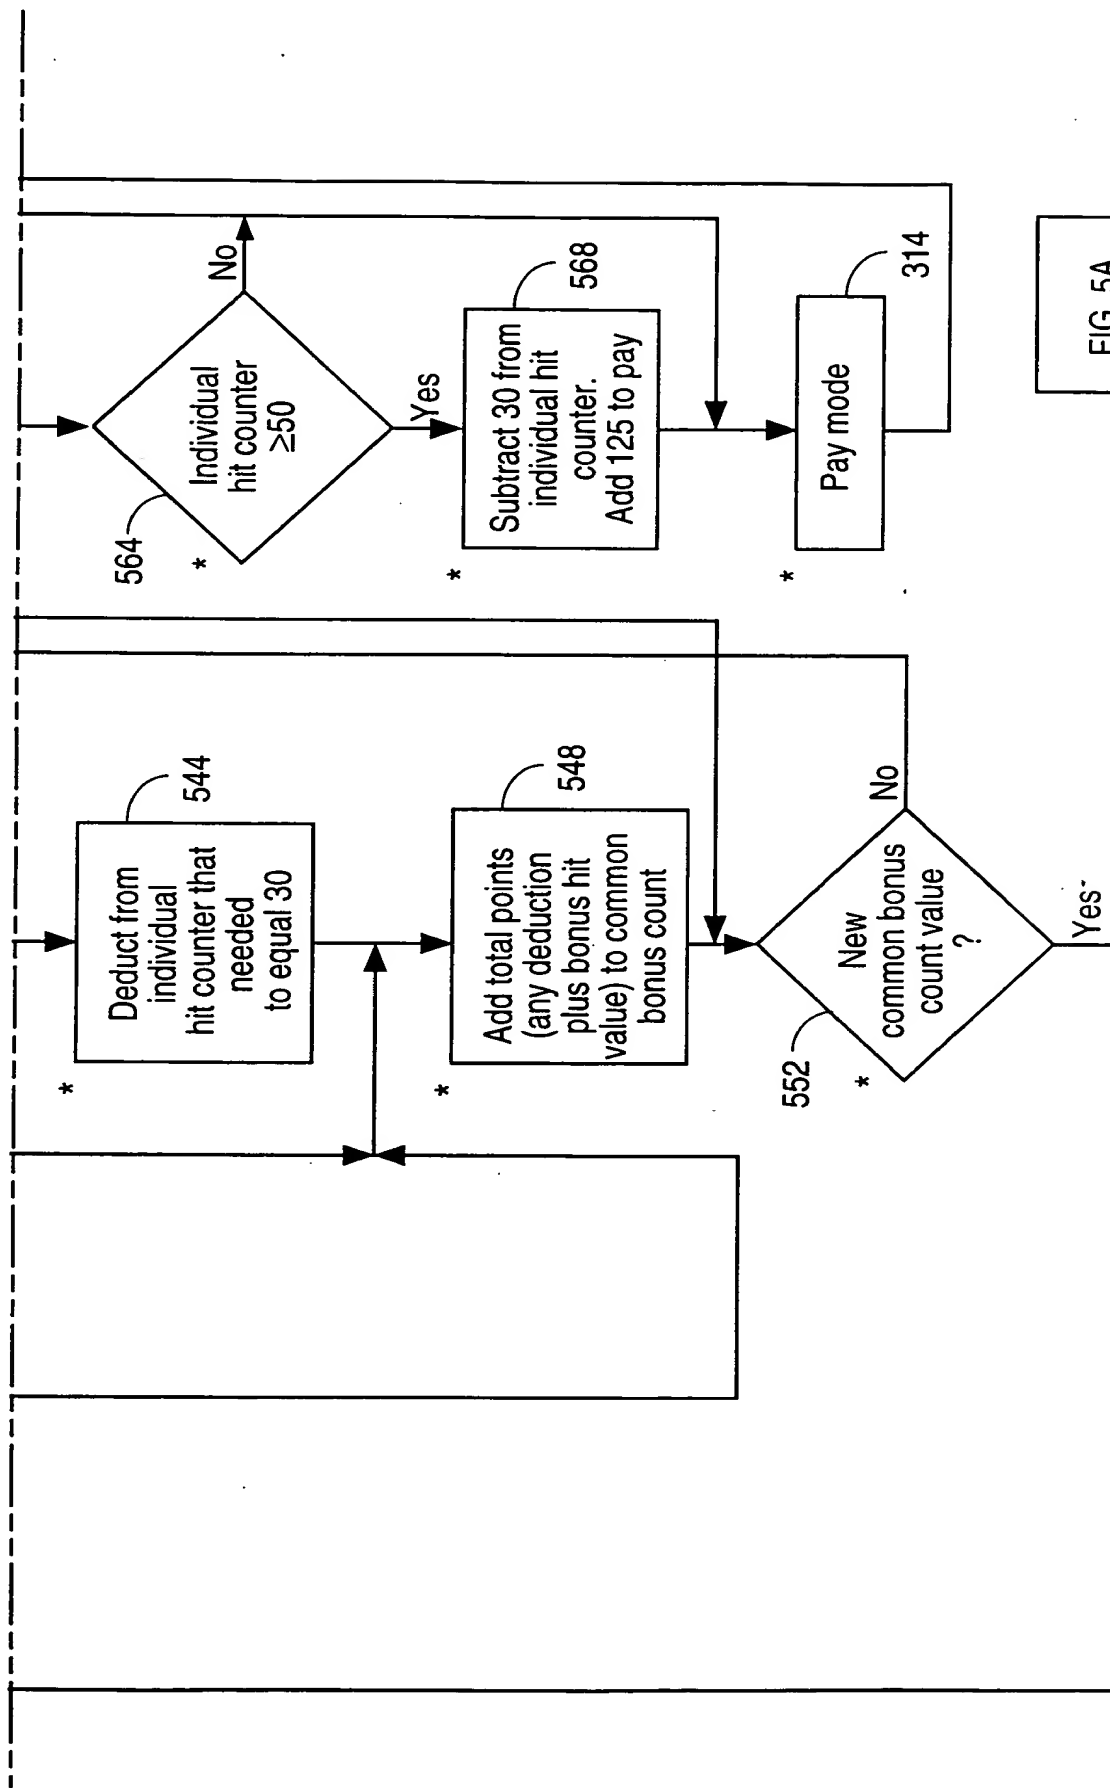 *
Deduct from
individual
hit counter that
needed
to equal 30
544
*
Add total points
(any deduction
plus bonus hit
value) to common
bonus count
548
552
*
New
common bonus
count value
?
No
Yes
564
*
Individual
hit counter
≥50
No
Yes
*
Subtract 30 from
individual hit
counter.
Add 125 to pay
568
*
Pay mode
314
FIG. 5A